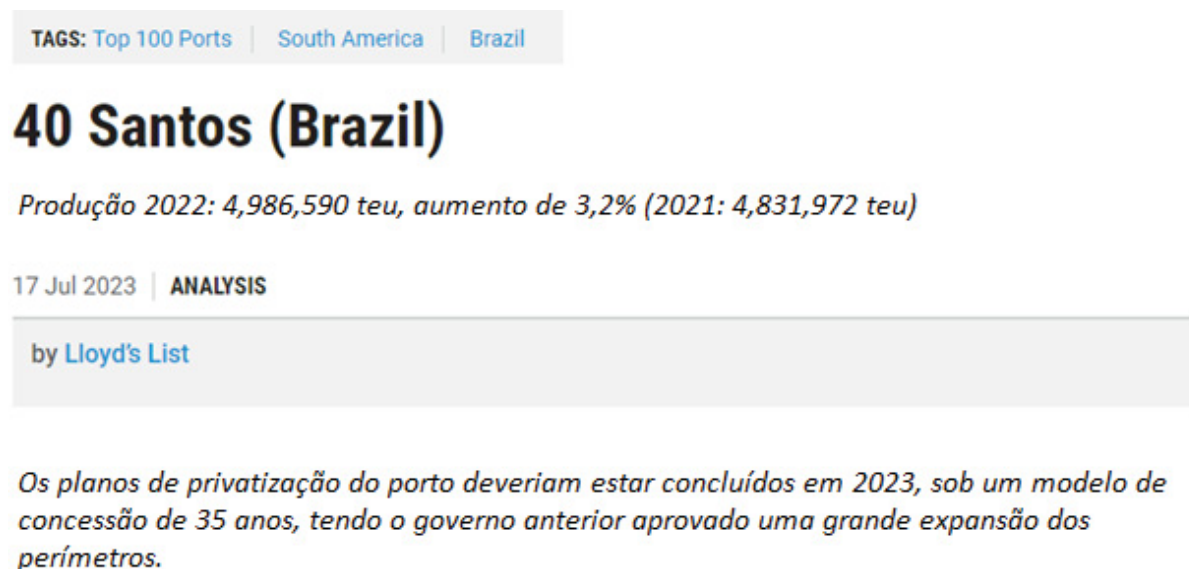 TAGS: Top 100 Ports | South America | Brazil
40 Santos (Brazil)
Produção 2022: 4,986,590 teu, aumento de 3,2% (2021: 4,831,972 teu)
17 Jul 2023 | ANALYSIS
by Lloyd's List
Os planos de privatização do porto deveriam estar concluídos em 2023, sob um modelo de
concessão de 35 anos, tendo o governo anterior aprovado uma grande expansão dos
perímetros.